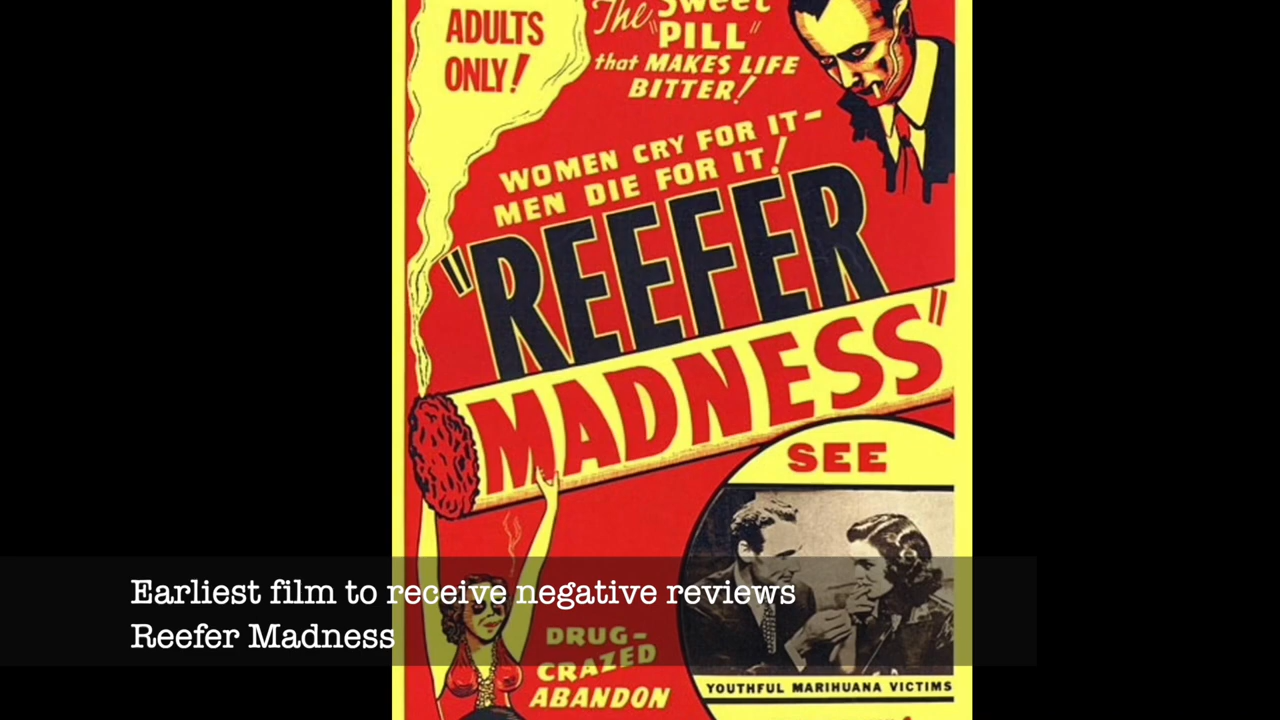 ADULTS
ONLY!
The Sweet
"PILL"
that MAKES LIFE
BITTER!
WOMEN CRY FOR IT-
MEN DIE FOR IT!
"REEFER
MADNESS"
SEE
Earliest film to receive negative reviews
Reefer Madness
DRUG-
CRAZED
ABANDON
YOUTHFUL MARIHUANA VICTIMS